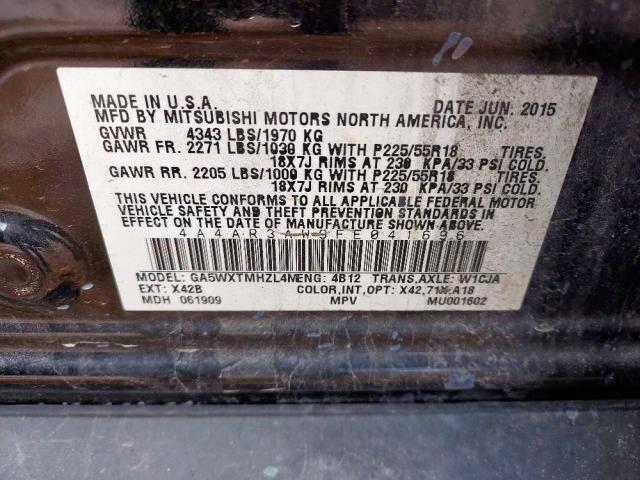 MADE IN U.S.A. DATE JUN. 2015
MFD BY MITSUBISHI MOTORS NORTH AMERICA, INC.
GVWR 4343 LBS/1970 KG
GAWR FR. 2271 LBS/1030 KG WITH P225/55R18 TIRES,
18X7J RIMS AT 230 KPA/33 PSI COLD.
GAWR RR. 2205 LBS/1000 KG WITH P225/55R18 TIRES,
18X7J RIMS AT 230 KPA/33 PSI COLD.
THIS VEHICLE CONFORMS TO ALL APPLICABLE FEDERAL MOTOR
VEHICLE SAFETY AND THEFT PREVENTION STANDARDS IN
EFFECT ON THE DATE OF MANUFACTURE SHOWN ABOVE.
4A4AR3AW9FE041696
MODEL: GA5WXTMHZL4M ENG: 4B12 TRANS,AXLE: W1CJA
EXT: X42B COLOR,INT,OPT: X42,71X,A18
MDH 061909 MPV MU001602